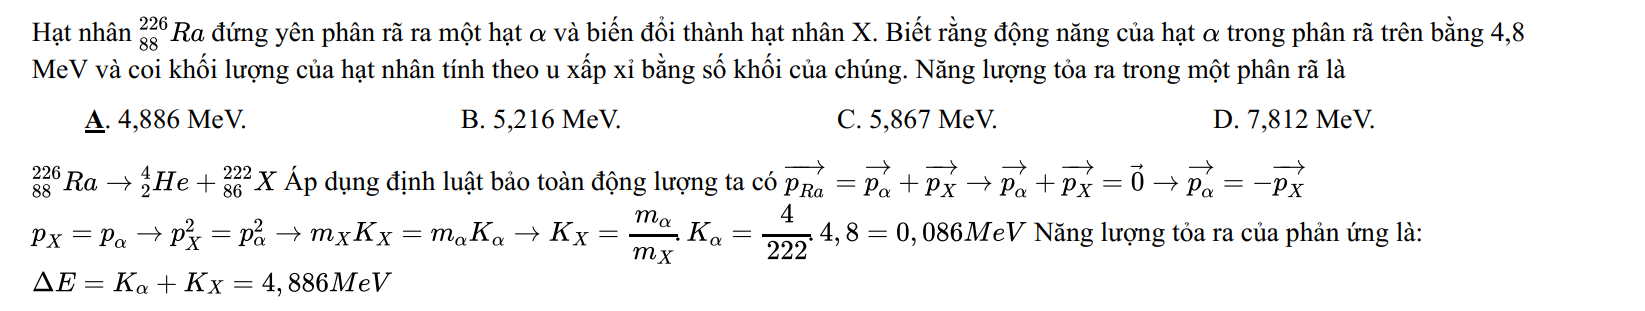 Hạt nhân $^{226}_{88}Ra$ đứng yên phân rã ra một hạt α và biến đổi thành hạt nhân X. Biết rằng động năng của hạt α trong phân rã trên bằng 4,8
MeV và coi khối lượng của hạt nhân tính theo u xấp xỉ bằng số khối của chúng. Năng lượng tỏa ra trong một phân rã là
A. 4,886 MeV. B. 5,216 MeV. C. 5,867 MeV. D. 7,812 MeV.
$^{226}_{88}Ra \rightarrow ^{4}_{2}He + ^{222}_{86}X$ Áp dụng định luật bảo toàn động lượng ta có $\overrightarrow{p_{Ra}} = \overrightarrow{p_\alpha} + \overrightarrow{p_X} \rightarrow \overrightarrow{p_\alpha} + \overrightarrow{p_X} = \vec{0} \rightarrow \overrightarrow{p_\alpha} = -\overrightarrow{p_X}$
$p_X = p_\alpha \rightarrow p_X^2 = p_\alpha^2 \rightarrow m_X K_X = m_\alpha K_\alpha \rightarrow K_X = \frac{m_\alpha}{m_X}.K_\alpha = \frac{4}{222}.4,8 = 0,086MeV$ Năng lượng tỏa ra của phản ứng là:
$\Delta E = K_\alpha + K_X = 4,886MeV$